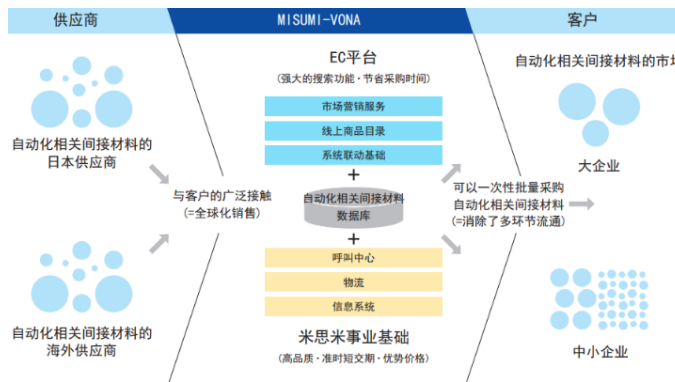 供应商
MISUMI-VONA
客户
自动化相关间接材料的
日本供应商
自动化相关间接材料的
海外供应商
与客户的广泛接触
(=全球化销售)
EC平台
(强大的搜索功能·节省采购时间)
市场营销服务
线上商品目录
系统联动基础
+
自动化相关间接材料
数据库
+
呼叫中心
物流
信息系统
米思米事业基础
(高品质·准时短交期·优势价格)
可以一次性批量采购
自动化相关间接材料
(=消除了多环节流通)
自动化相关间接材料的市场
大企业
中小企业